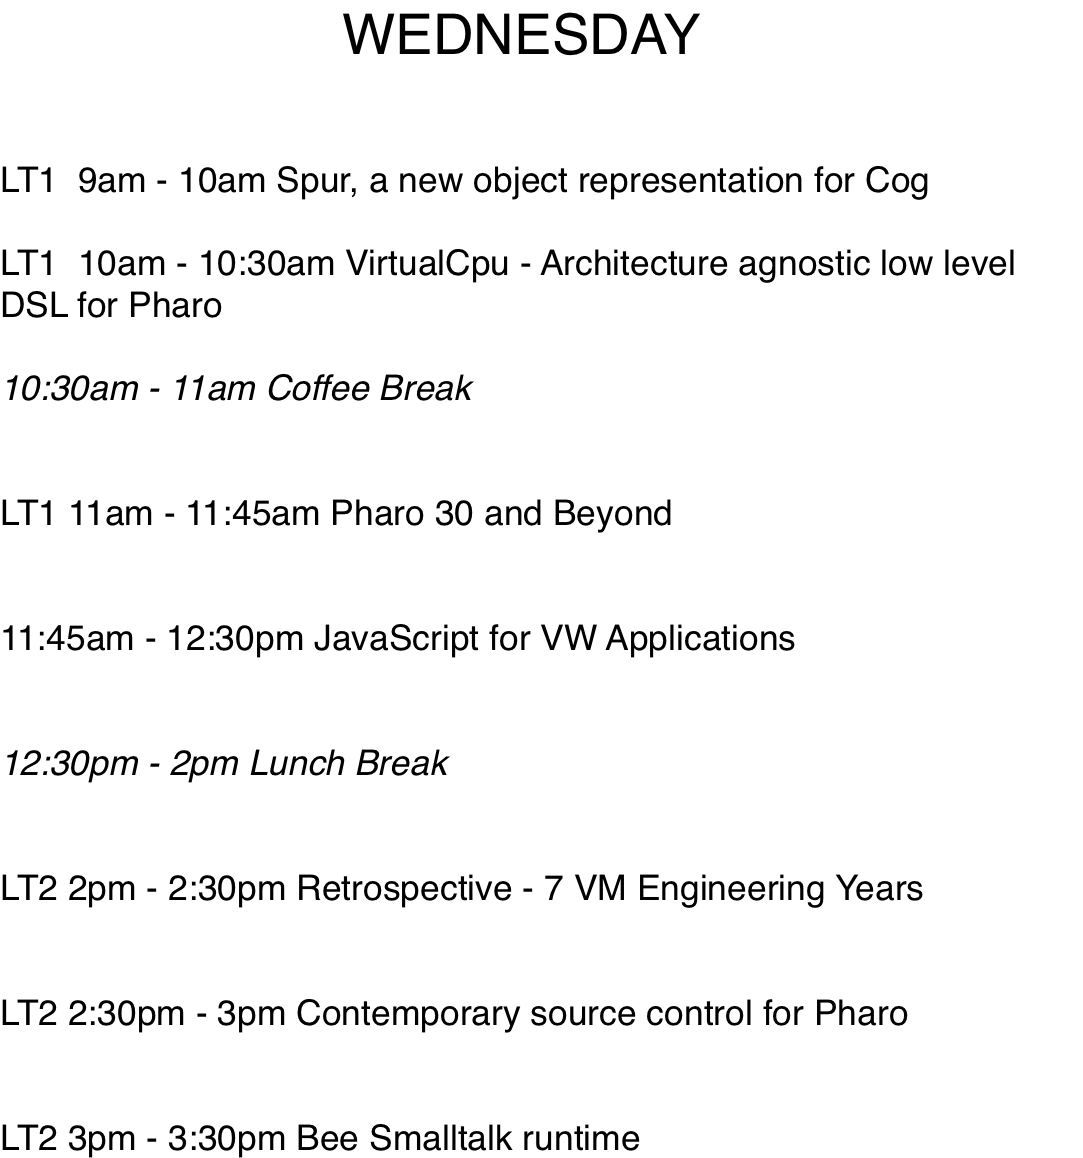 WEDNESDAY
LT1  9am - 10am Spur, a new object representation for Cog
LT1  10am - 10:30am VirtualCpu - Architecture agnostic low level
DSL for Pharo
10:30am - 11am Coffee Break
LT1 11am - 11:45am Pharo 30 and Beyond
11:45am - 12:30pm JavaScript for VW Applications
12:30pm - 2pm Lunch Break
LT2 2pm - 2:30pm Retrospective - 7 VM Engineering Years
LT2 2:30pm - 3pm Contemporary source control for Pharo
LT2 3pm - 3:30pm Bee Smalltalk runtime